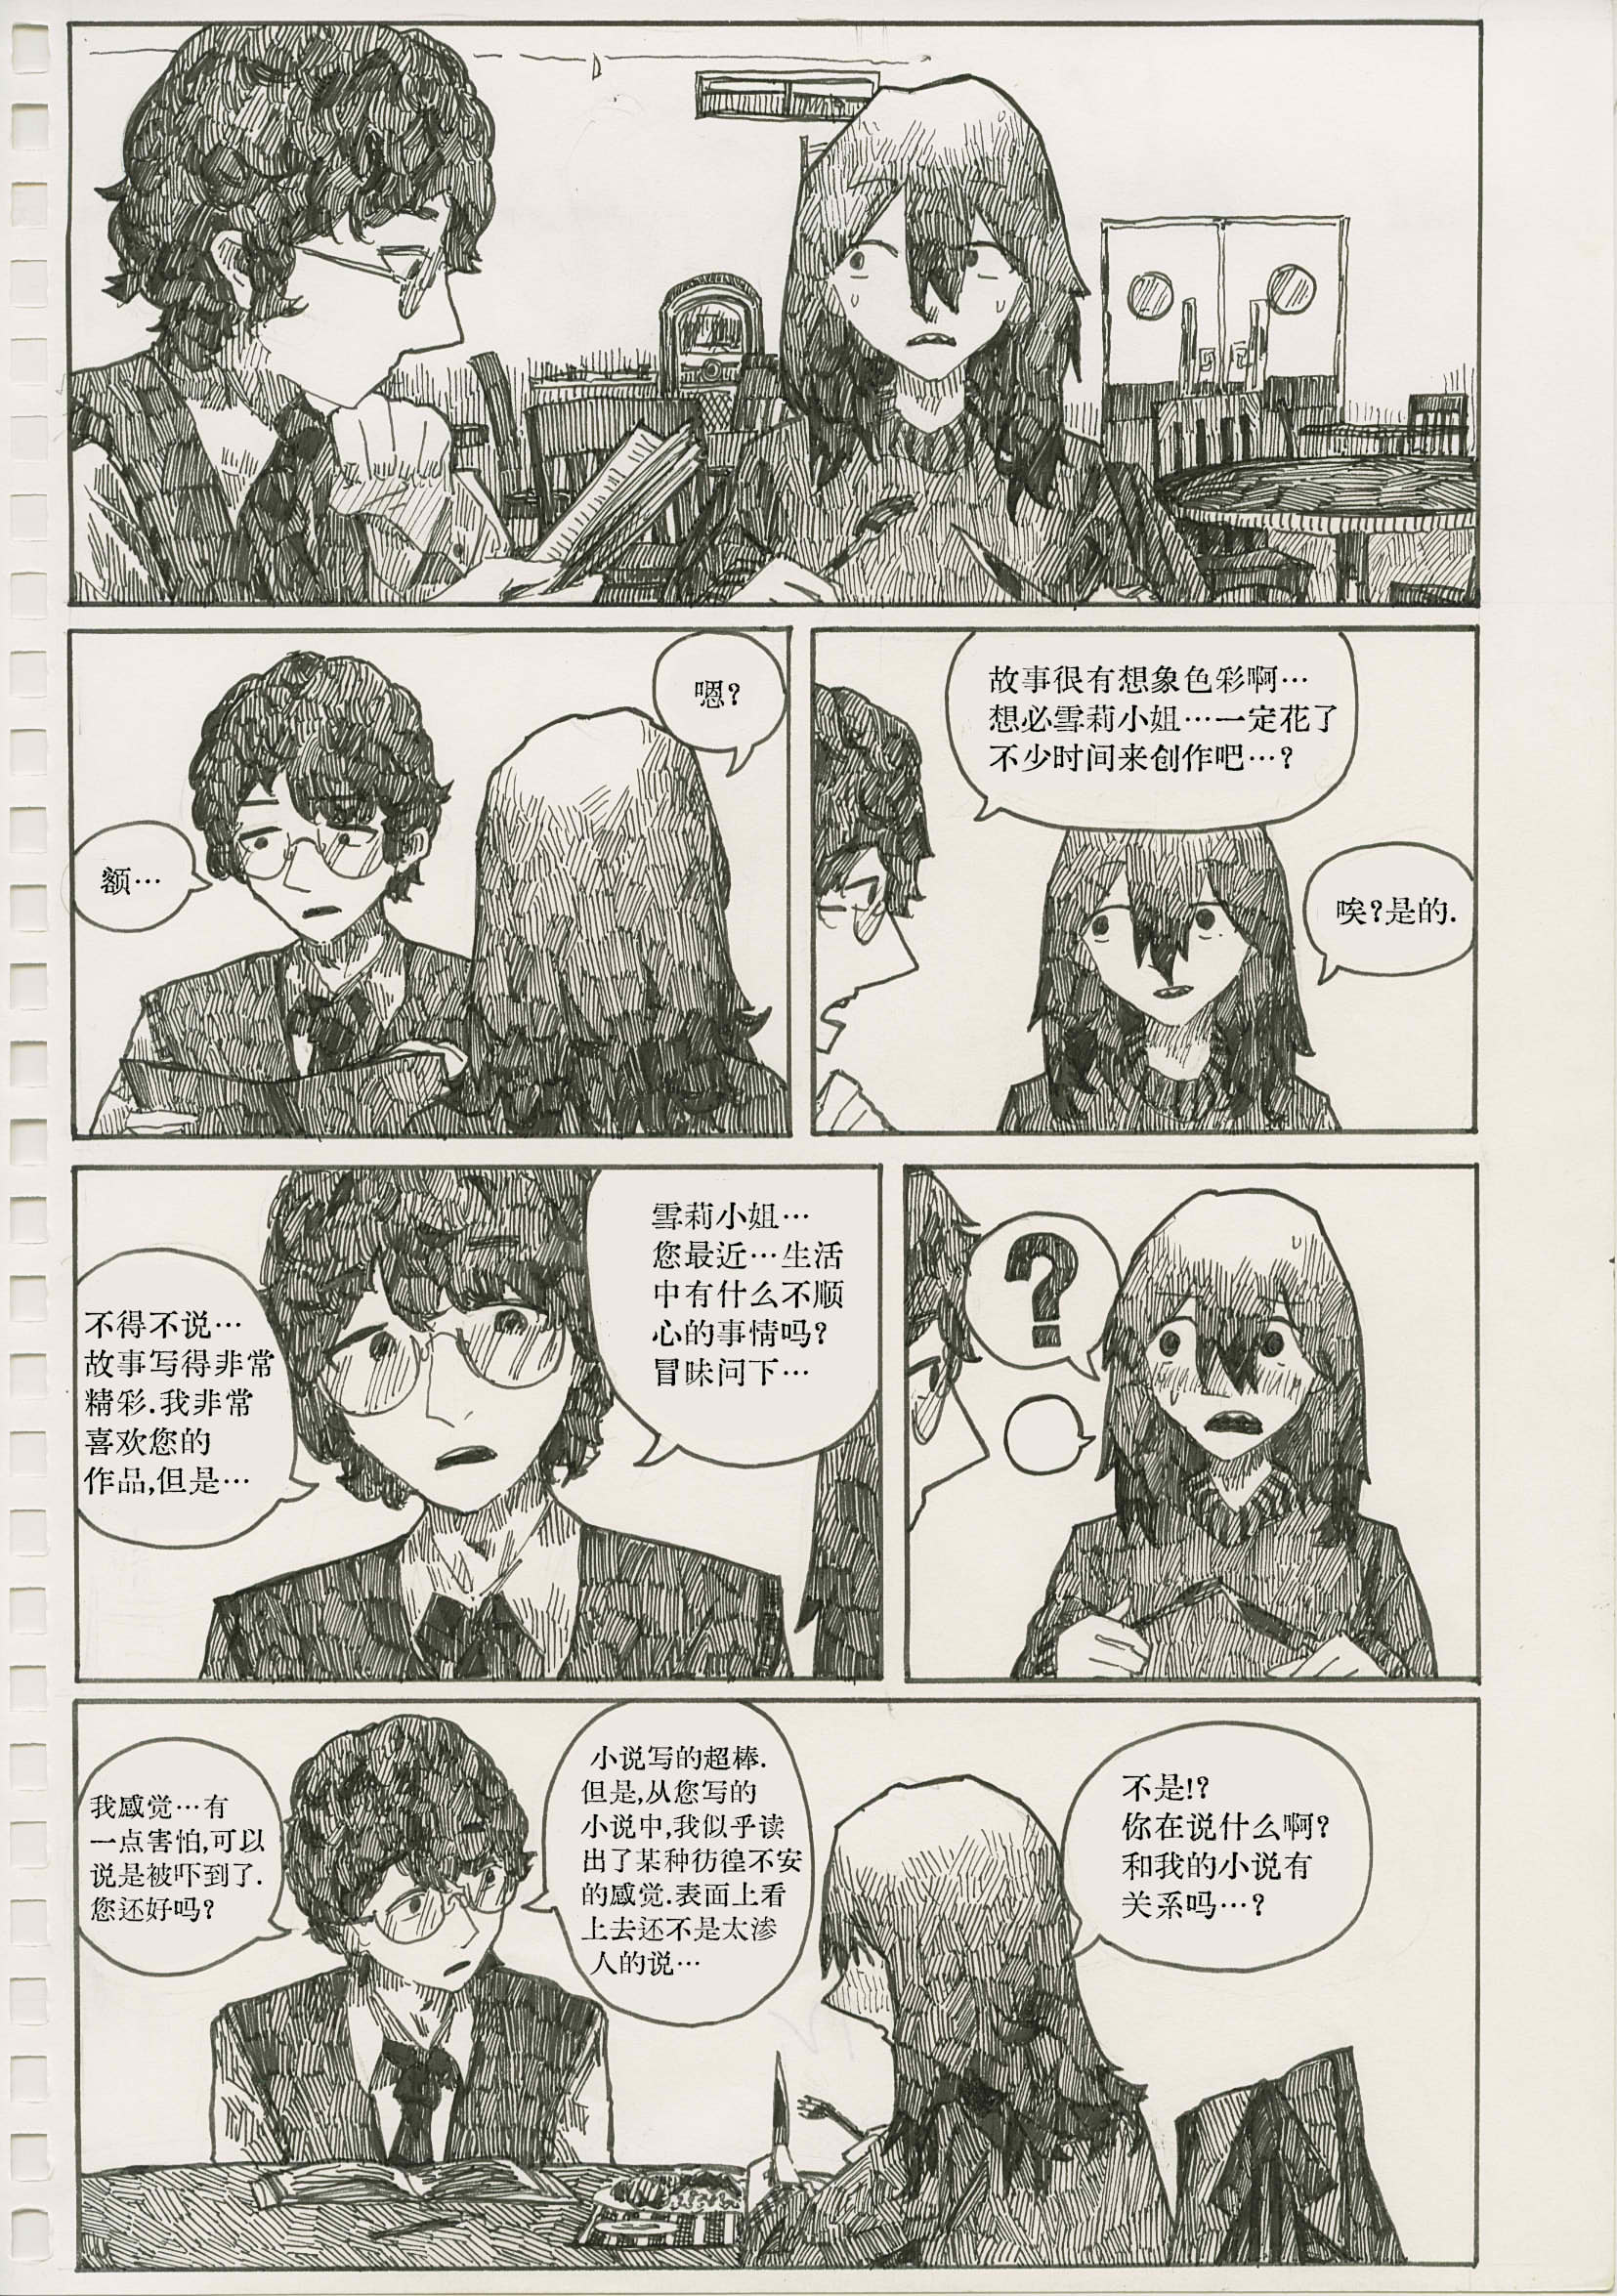 额…
嗯?
故事很有想象色彩啊…
想必雪莉小姐…一定花了
不少时间来创作吧…?
唉?是的.
不得不说…
故事写得非常
精彩.我非常
喜欢您的
作品,但是…
雪莉小姐…
您最近…生活
中有什么不顺
心的事情吗?
冒昧问下…
?
我感觉…有
一点害怕,可以
说是被吓到了.
您还好吗?
小说写的超棒.
但是,从您写的
小说中,我似乎读
出了某种彷徨不安
的感觉.表面上看
上去还不是太渗
人的说…
不是!?
你在说什么啊?
和我的小说有
关系吗…?